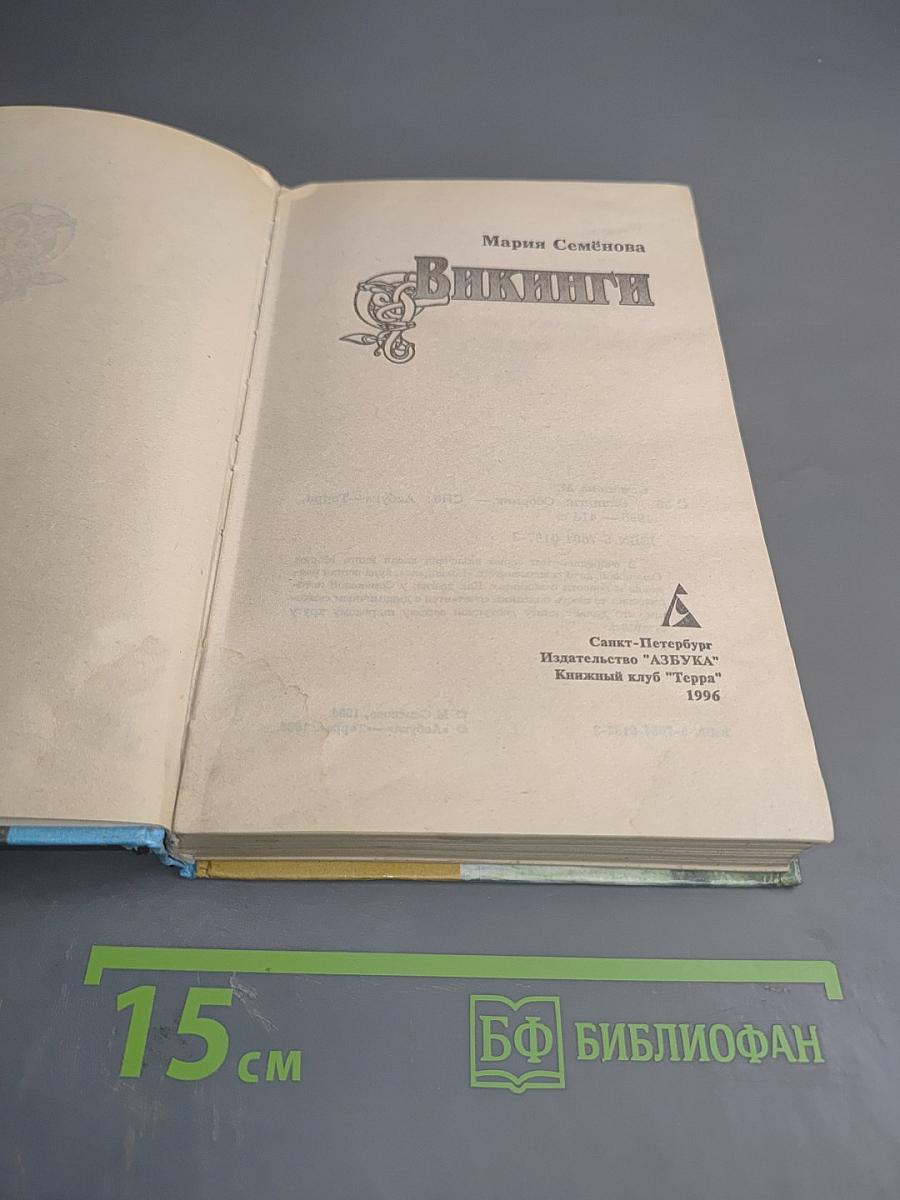 Мария Семёнова
Викинги
Санкт-Петербург
Издательство "АЗБУКА"
Книжный клуб "Терра"
1996
15 см
БФ БИБЛИОФАН